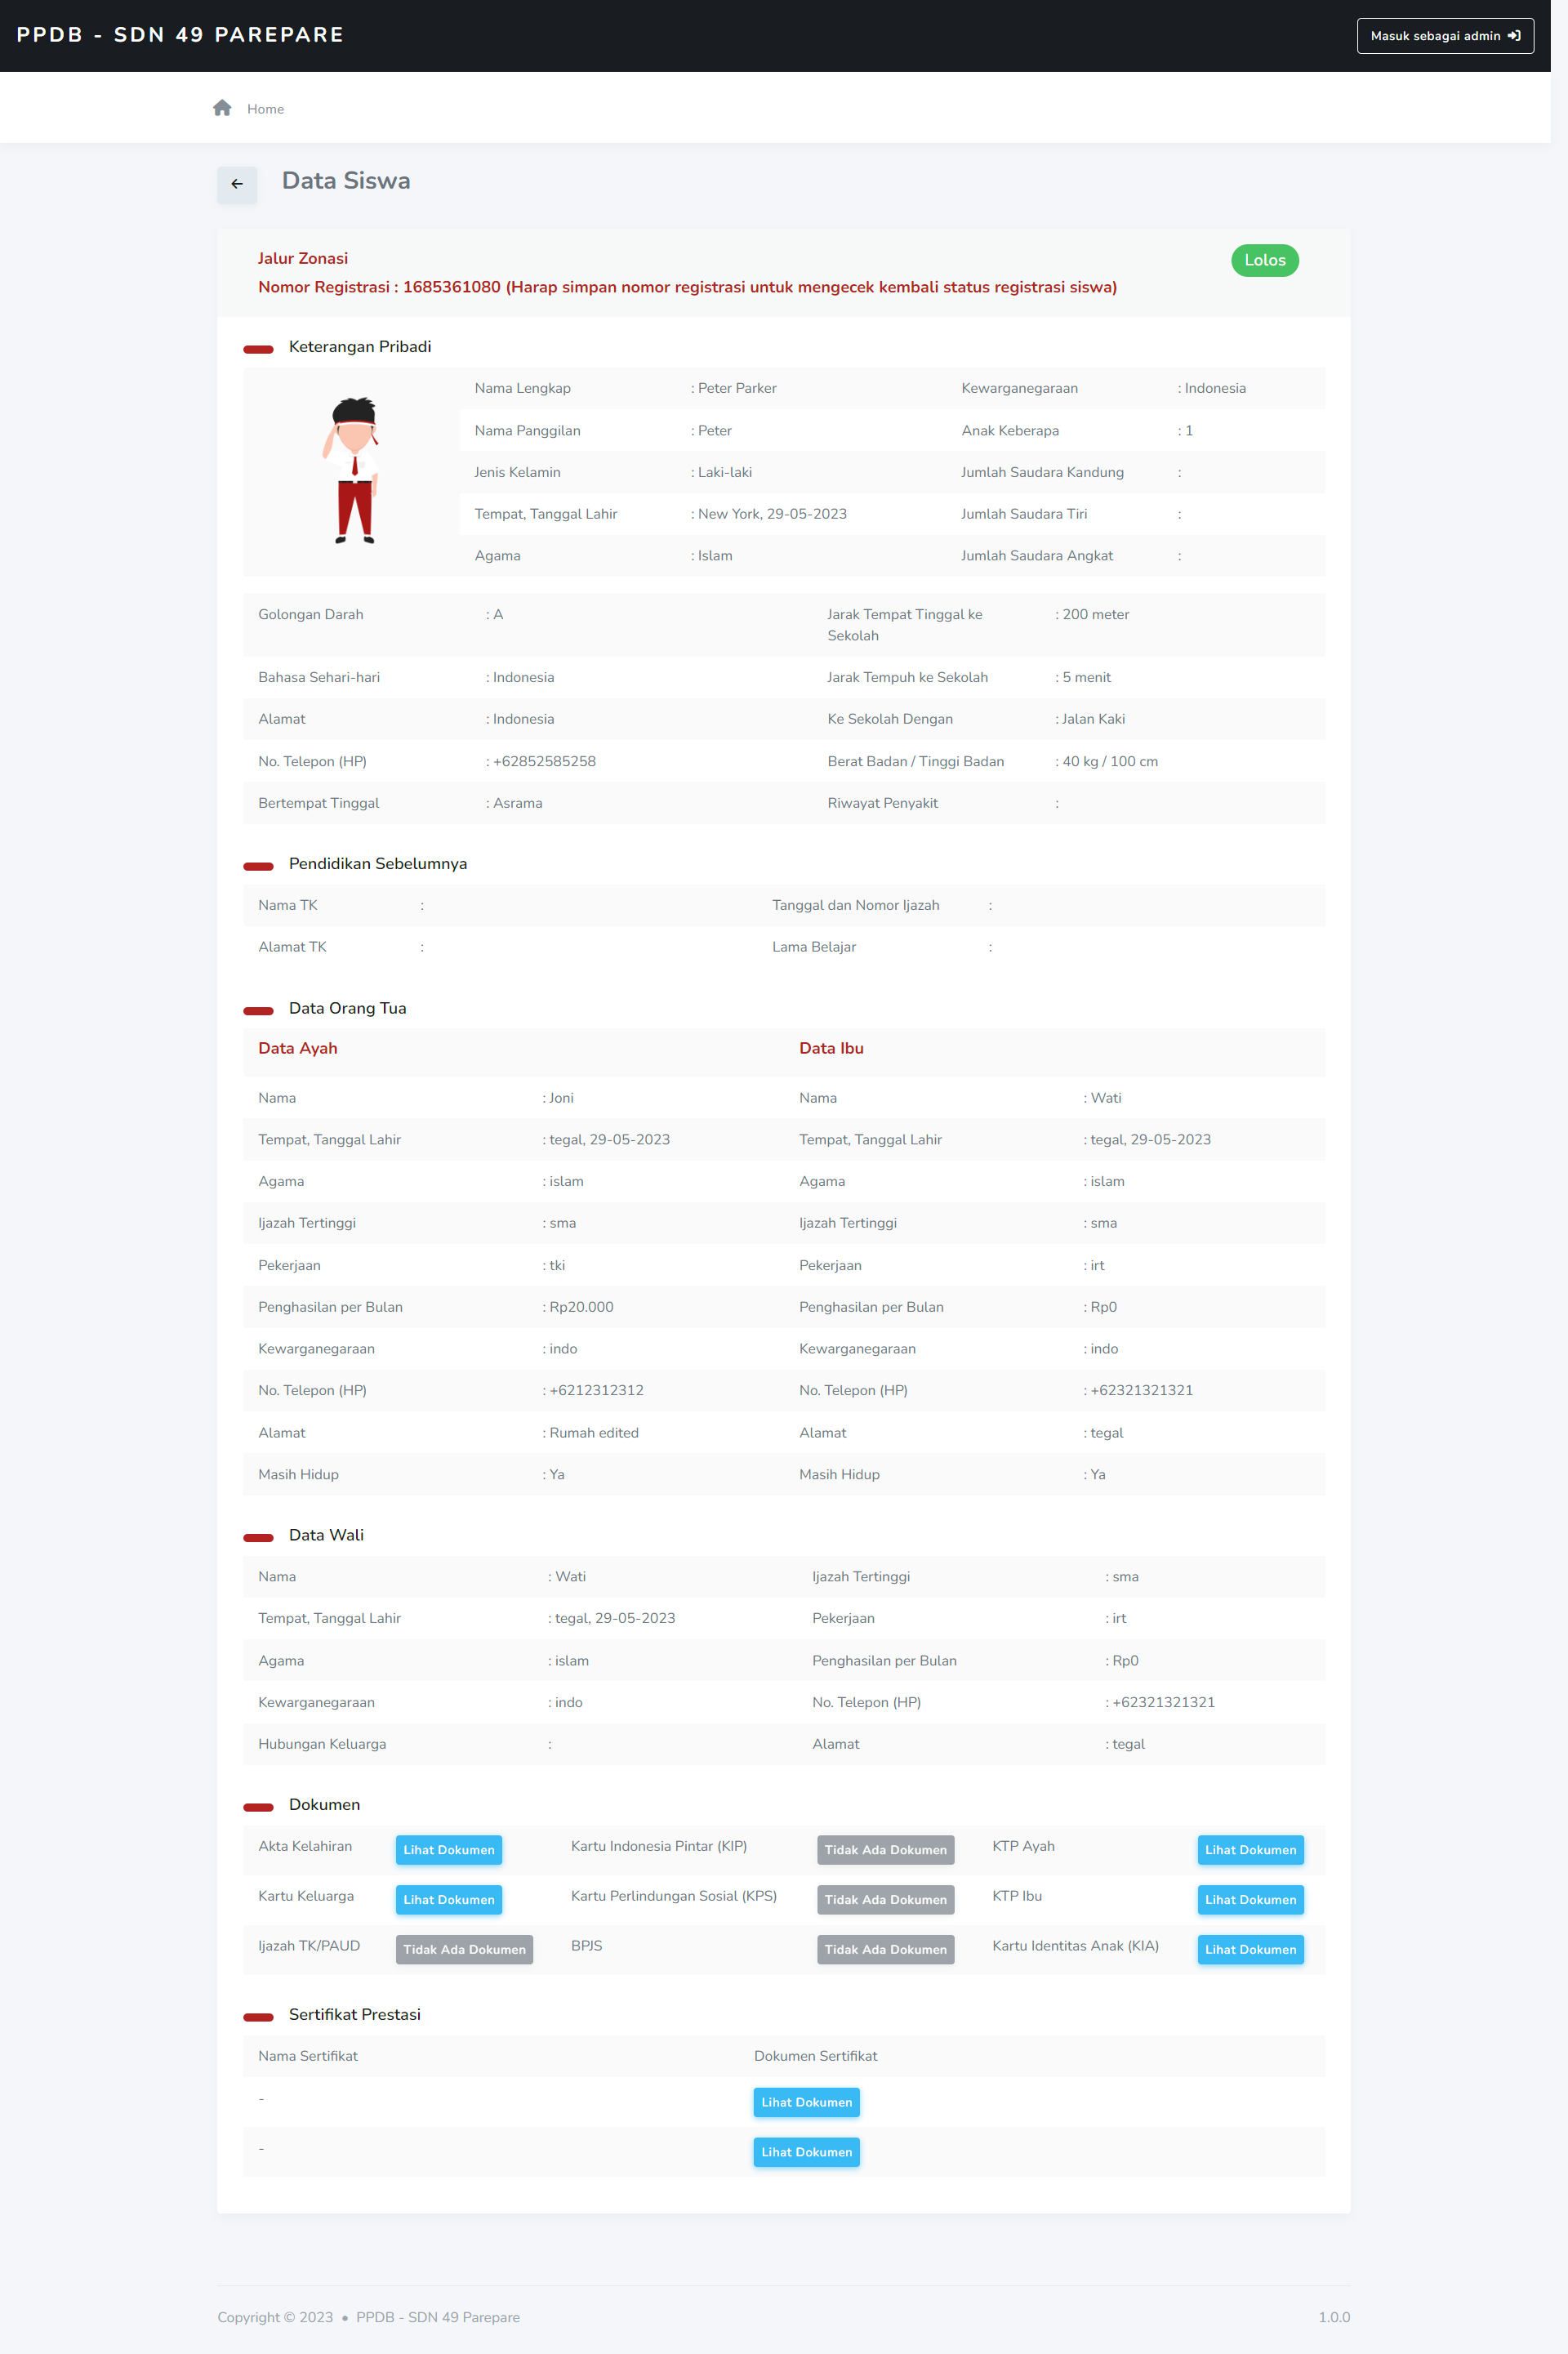 PPDB - SDN 49 PAREPARE
Masuk sebagai admin
Home
Data Siswa
Jalur Zonasi
Lolos
Nomor Registrasi : 1685361080 (Harap simpan nomor registrasi untuk mengecek kembali status registrasi siswa)
Keterangan Pribadi
Nama Lengkap : Peter Parker Kewarganegaraan : Indonesia
Nama Panggilan : Peter Anak Keberapa : 1
Jenis Kelamin : Laki-laki Jumlah Saudara Kandung :
Tempat, Tanggal Lahir : New York, 29-05-2023 Jumlah Saudara Tiri :
Agama : Islam Jumlah Saudara Angkat :
Golongan Darah : A Jarak Tempat Tinggal ke : 200 meter
Sekolah
Bahasa Sehari-hari : Indonesia Jarak Tempuh ke Sekolah : 5 menit
Alamat : Indonesia Ke Sekolah Dengan : Jalan Kaki
No. Telepon (HP) : +62852585258 Berat Badan / Tinggi Badan : 40 kg / 100 cm
Bertempat Tinggal : Asrama Riwayat Penyakit :
Pendidikan Sebelumnya
Nama TK : Tanggal dan Nomor Ijazah :
Alamat TK : Lama Belajar :
Data Orang Tua
Data Ayah Data Ibu
Nama : Joni Nama : Wati
Tempat, Tanggal Lahir : tegal, 29-05-2023 Tempat, Tanggal Lahir : tegal, 29-05-2023
Agama : islam Agama : islam
Ijazah Tertinggi : sma Ijazah Tertinggi : sma
Pekerjaan : tki Pekerjaan : irt
Penghasilan per Bulan : Rp20.000 Penghasilan per Bulan : Rp0
Kewarganegaraan : indo Kewarganegaraan : indo
No. Telepon (HP) : +6212312312 No. Telepon (HP) : +62321321321
Alamat : Rumah edited Alamat : tegal
Masih Hidup : Ya Masih Hidup : Ya
Data Wali
Nama : Wati Ijazah Tertinggi : sma
Tempat, Tanggal Lahir : tegal, 29-05-2023 Pekerjaan : irt
Agama : islam Penghasilan per Bulan : Rp0
Kewarganegaraan : indo No. Telepon (HP) : +62321321321
Hubungan Keluarga : Alamat : tegal
Dokumen
Akta Kelahiran Lihat Dokumen Kartu Indonesia Pintar (KIP) Tidak Ada Dokumen KTP Ayah Lihat Dokumen
Kartu Keluarga Lihat Dokumen Kartu Perlindungan Sosial (KPS) Tidak Ada Dokumen KTP Ibu Lihat Dokumen
Ijazah TK/PAUD Tidak Ada Dokumen BPJS Tidak Ada Dokumen Kartu Identitas Anak (KIA) Lihat Dokumen
Sertifikat Prestasi
Nama Sertifikat Dokumen Sertifikat
- Lihat Dokumen
- Lihat Dokumen
Copyright © 2023 • PPDB - SDN 49 Parepare 1.0.0